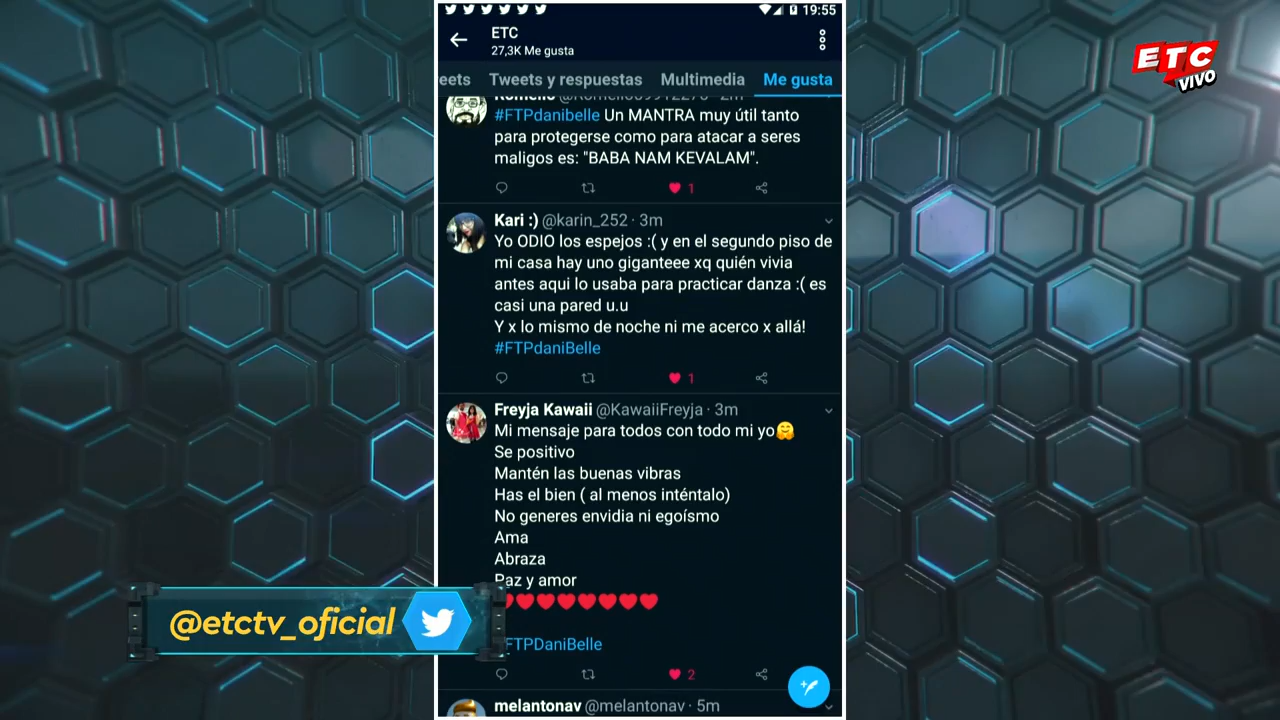 19:55
ETC
27,3K Me gusta
eets Tweets y respuestas Multimedia Me gusta
ETC
VIVO
2m
#FTPdanibelle Un MANTRA muy útil tanto
para protegerse como para atacar a seres
maligos es: "BABA NAM KEVALAM".
1
Kari :) @karin_252 · 3m
Yo ODIO los espejos :( y en el segundo piso de
mi casa hay uno giganteee xq quién vivia
antes aqui lo usaba para practicar danza :( es
casi una pared u.u
Y x lo mismo de noche ni me acerco x allá!
#FTPdaniBelle
1
Freyja Kawaii @KawaiiFreyja · 3m
Mi mensaje para todos con todo mi yo🤗
Se positivo
Mantén las buenas vibras
Has el bien ( al menos inténtalo)
No generes envidia ni egoísmo
Ama
Abraza
Paz y amor
❤❤❤❤❤❤❤❤
@etctv_oficial
FTPDaniBelle
2
melantonav @melantonav · 5m